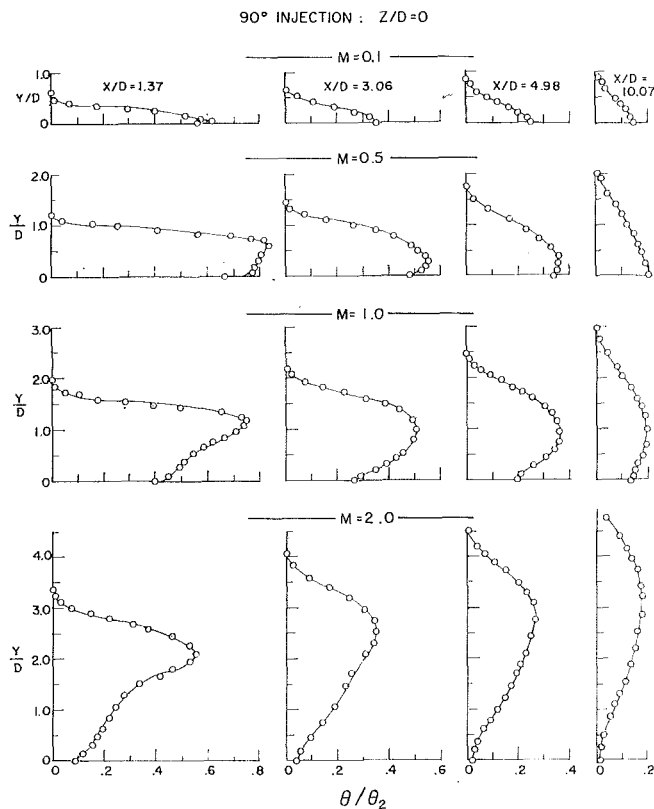 90° INJECTION : Z/D=0
M=0.1
1.0
Y/D
0
X/D=1.37
X/D=3.06
X/D=4.98
X/D=
10.07
M=0.5
2.0
Y/D
1.0
0
M=1.0
3.0
2.0
Y/D
1.0
0
M=2.0
4.0
3.0
Y/D
2.0
1.0
0
0 .2 .4 .6 .8 0 .2 .4 .6 0 .2 .4 0 .2
θ/θ2